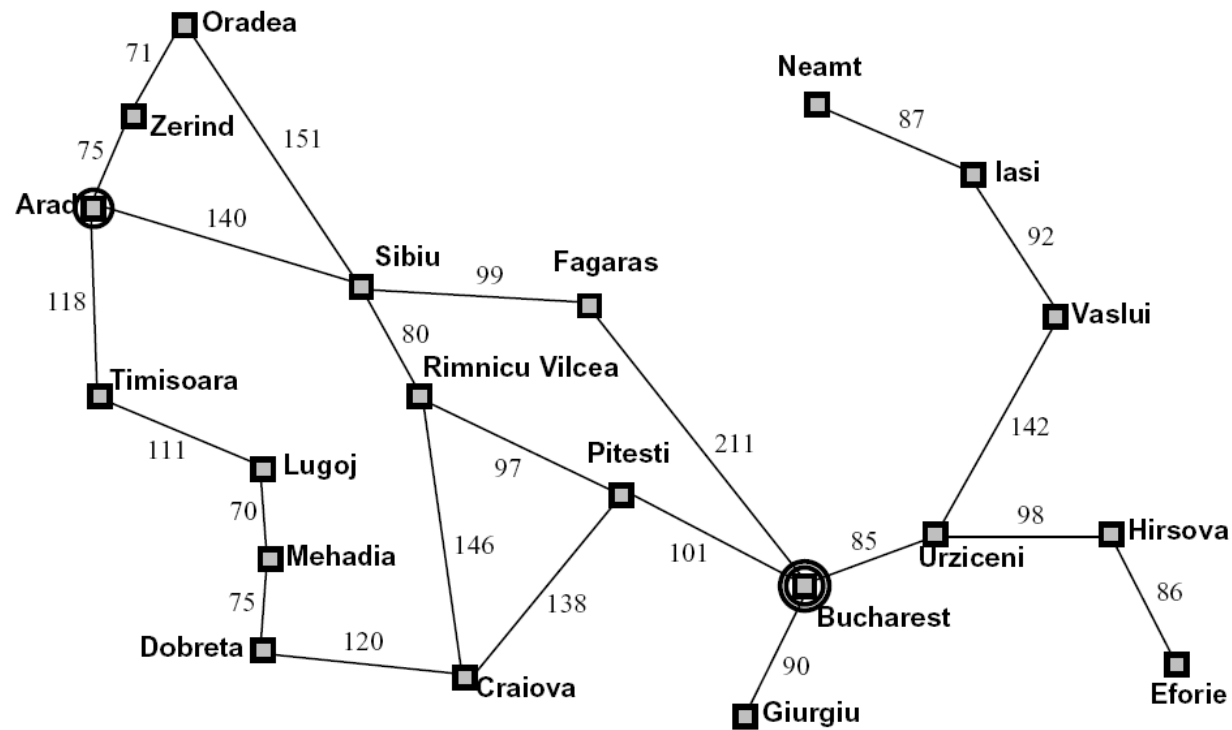 Oradea
71
Neamt
87
Zerind
151
75
Iasi
Arad
140
92
Sibiu
Fagaras
99
118
Vaslui
80
Rimnicu Vilcea
Timisoara
142
211
111
Pitesti
Lugoj
97
70
98
Hirsova
146
101
85
Urziceni
Mehadia
86
75
138
Bucharest
Dobreta
120
90
Craiova
Eforie
Giurgiu